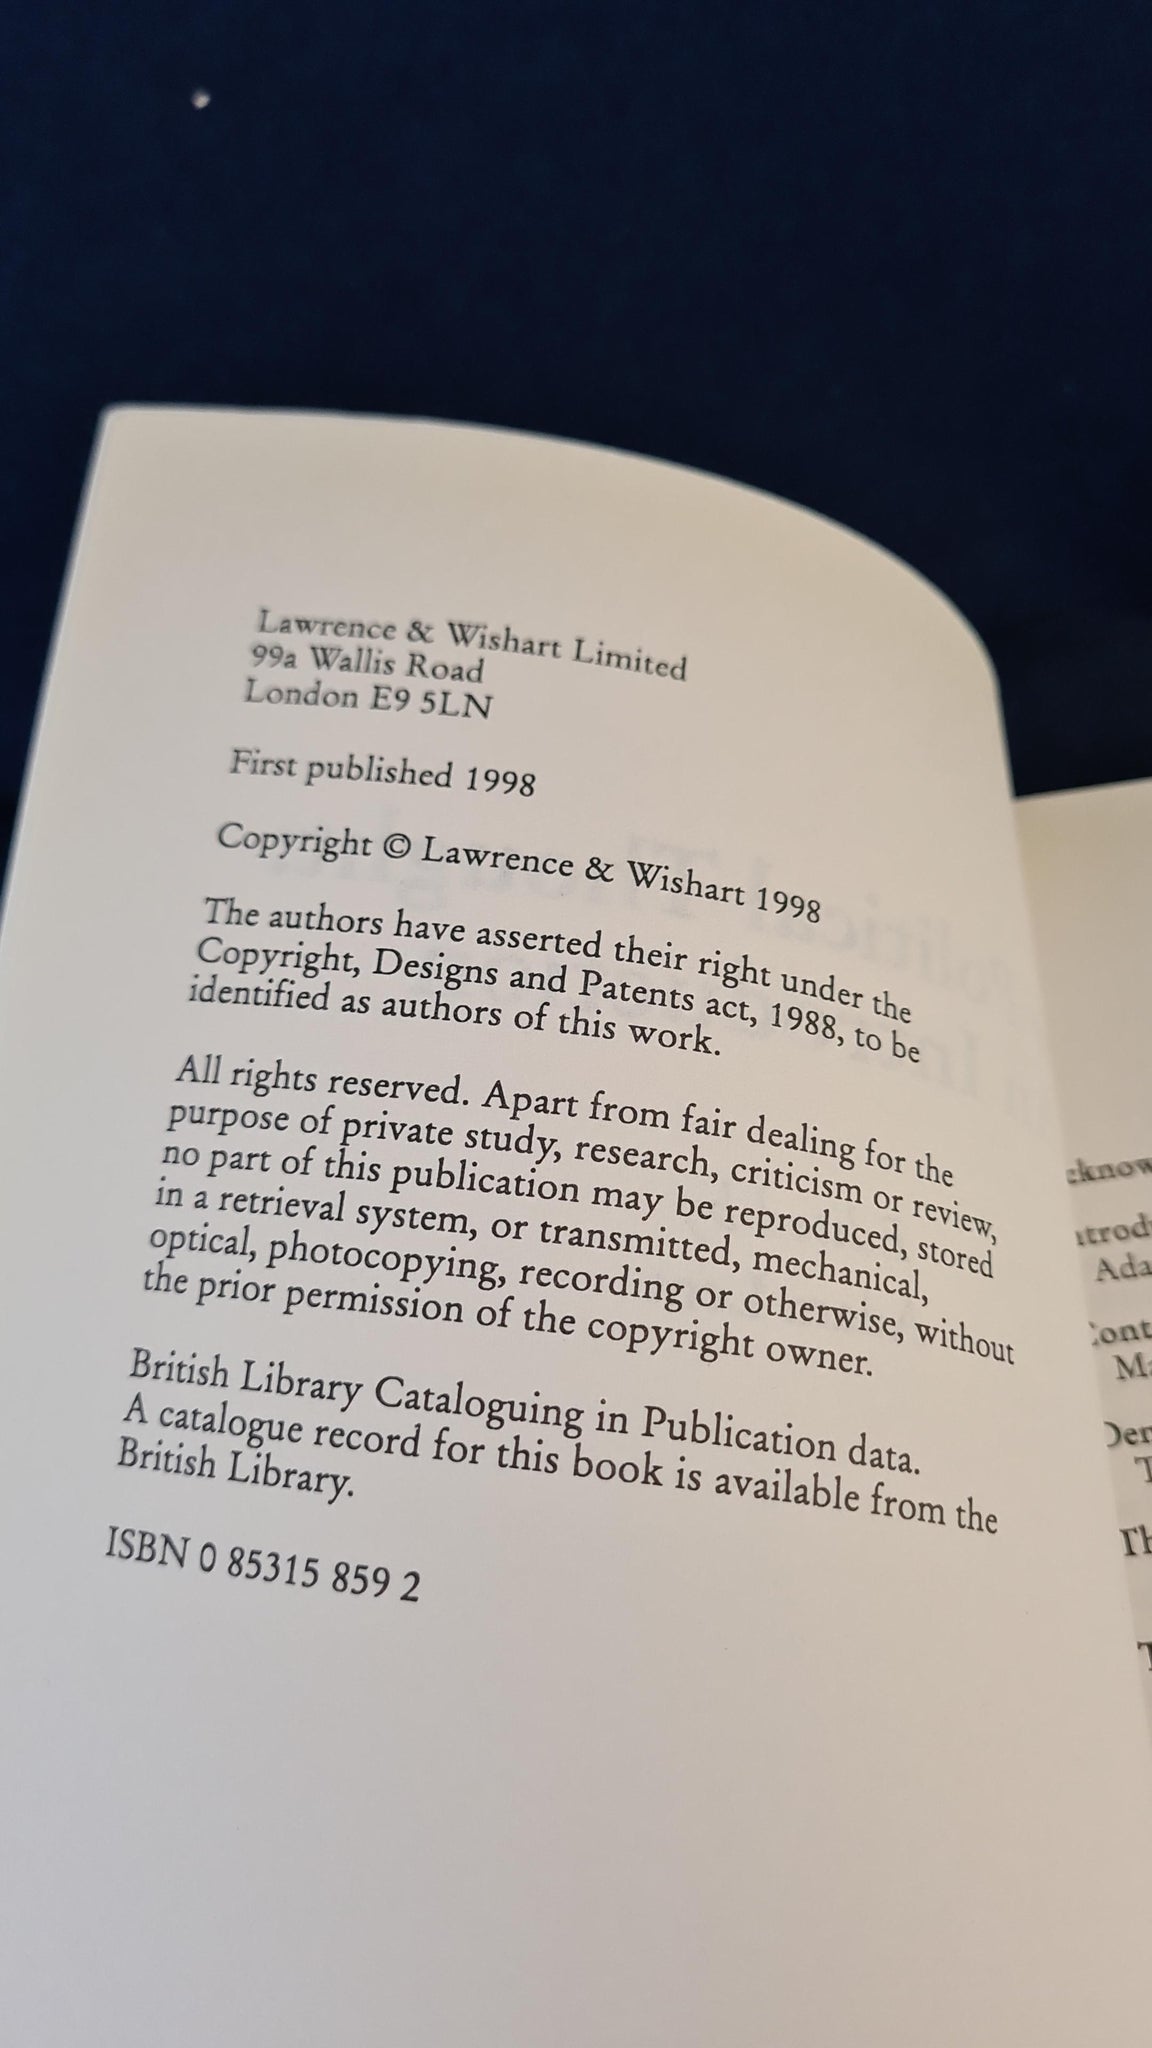 Lawrence & Wishart Limited
99a Wallis Road
London E9 5LN
First published 1998
Copyright © Lawrence & Wishart 1998
The authors have asserted their right under the
Copyright, Designs and Patents act, 1988, to be
identified as authors of this work.
All rights reserved. Apart from fair dealing for the
purpose of private study, research, criticism or review,
no part of this publication may be reproduced, stored
in a retrieval system, or transmitted, mechanical,
optical, photocopying, recording or otherwise, without
the prior permission of the copyright owner.
British Library Cataloguing in Publication data.
A catalogue record for this book is available from the
British Library.
ISBN 0 85315 859 2